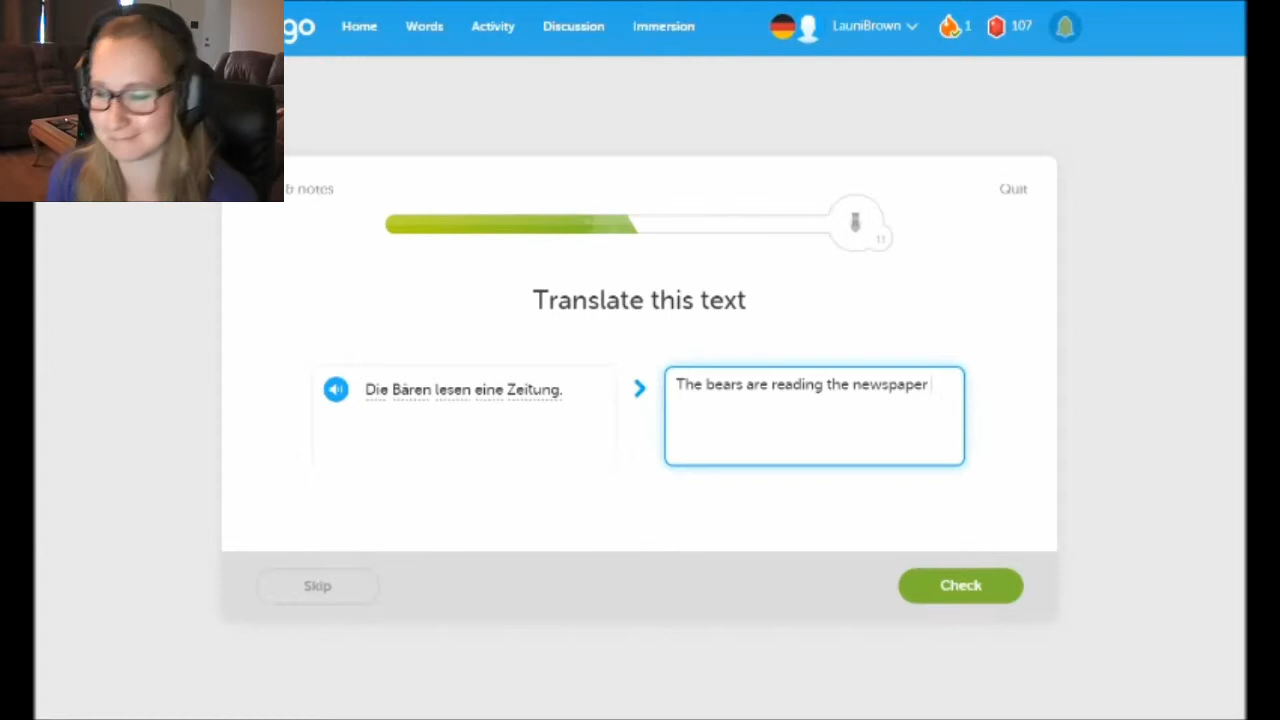 go Home Words Activity Discussion Immersion LauniBrown 1 107
& notes Quit
11
Translate this text
Die Bären lesen eine Zeitung. The bears are reading the newspaper
Skip Check